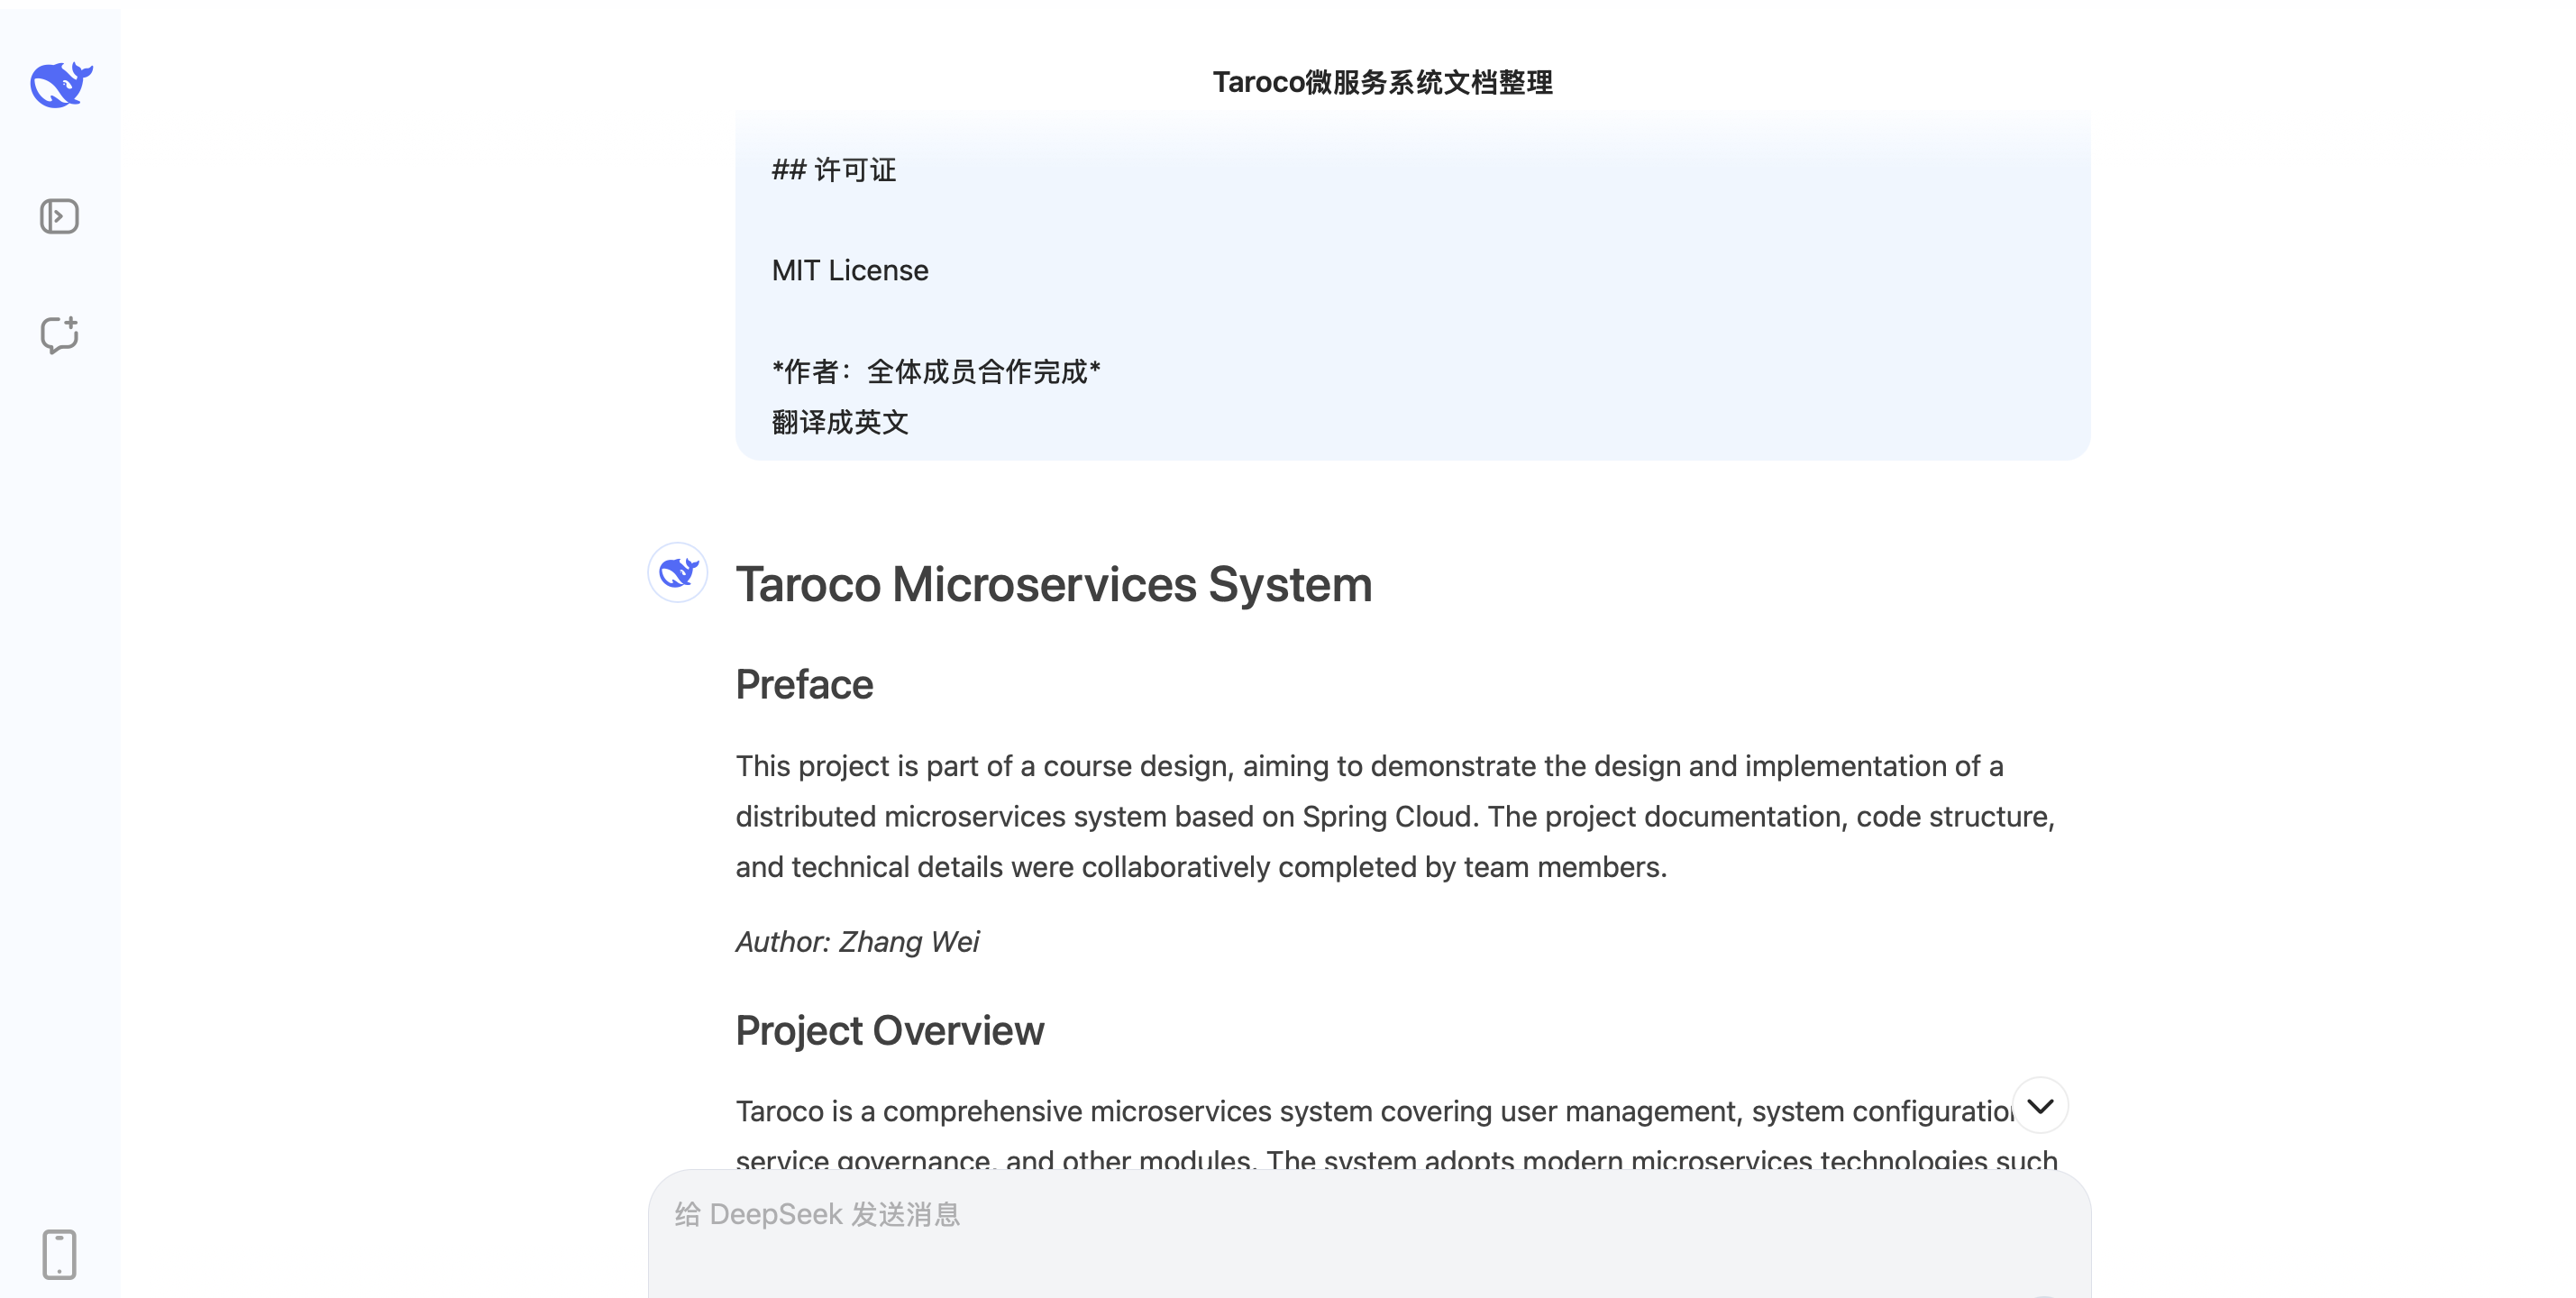 Taroco微服务系统文档整理
## 许可证
MIT License
*作者：全体成员合作完成*
翻译成英文
Taroco Microservices System
Preface
This project is part of a course design, aiming to demonstrate the design and implementation of a
distributed microservices system based on Spring Cloud. The project documentation, code structure,
and technical details were collaboratively completed by team members.
Author: Zhang Wei
Project Overview
Taroco is a comprehensive microservices system covering user management, system configuration
service governance, and other modules. The system adopts modern microservices technologies such
给 DeepSeek 发送消息